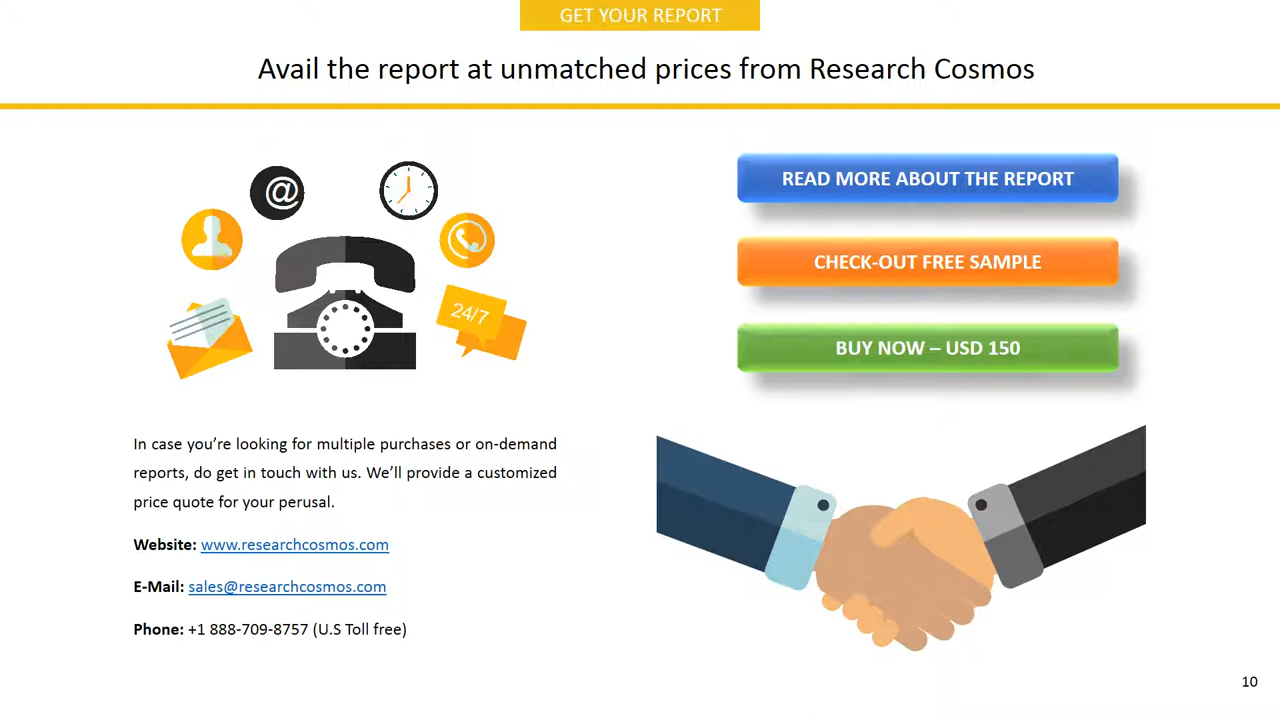 GET YOUR REPORT
Avail the report at unmatched prices from Research Cosmos
@
24/7
READ MORE ABOUT THE REPORT
CHECK-OUT FREE SAMPLE
BUY NOW – USD 150
In case you’re looking for multiple purchases or on-demand
reports, do get in touch with us. We’ll provide a customized
price quote for your perusal.
Website: www.researchcosmos.com
E-Mail: sales@researchcosmos.com
Phone: +1 888-709-8757 (U.S Toll free)
10